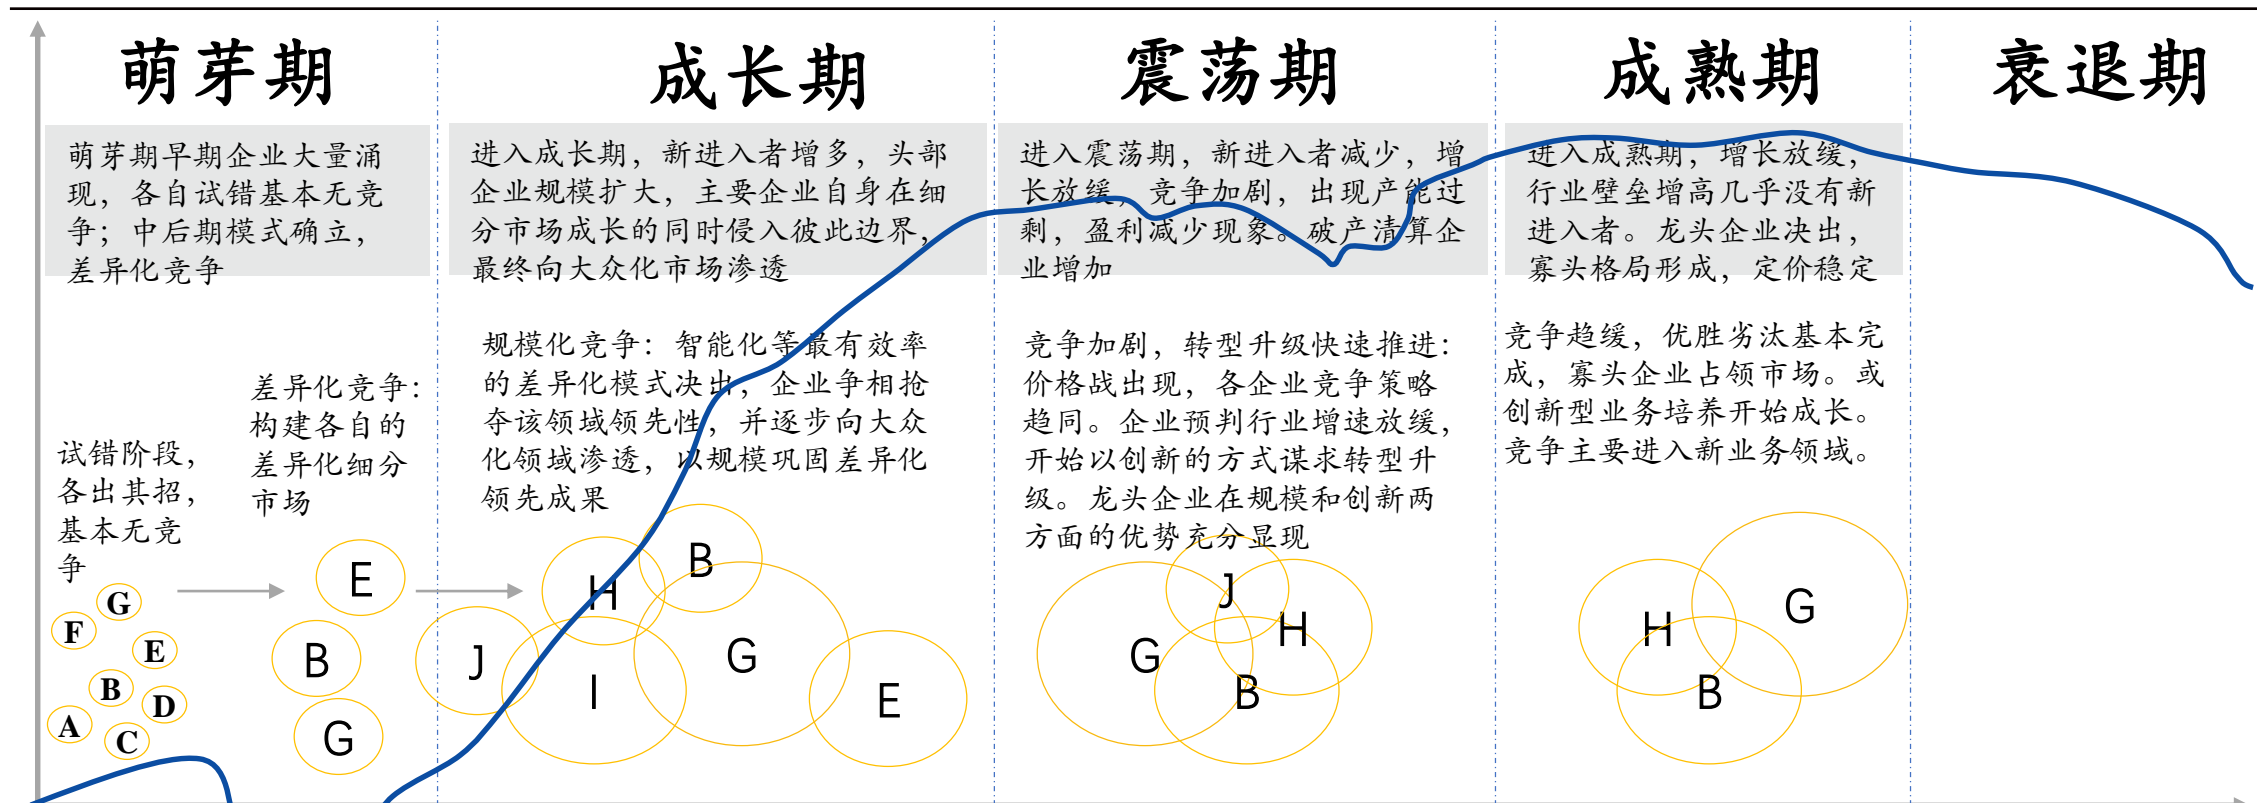 萌芽期
成长期
震荡期
成熟期
衰退期
萌芽期早期企业大量涌
现，各自试错基本无竞
争；中后期模式确立，
差异化竞争
进入成长期，新进入者增多，头部
企业规模扩大，主要企业自身在细
分市场成长的同时侵入彼此边界，
最终向大众化市场渗透
进入震荡期，新进入者减少，增
长放缓，竞争加剧，出现产能过
剩，盈利减少现象。破产清算企
业增加
进入成熟期，增长放缓，
行业壁垒增高几乎没有新
进入者。龙头企业决出，
寡头格局形成，定价稳定
试错阶段，
各出其招，
基本无竞
争
差异化竞争：
构建各自的
差异化细分
市场
规模化竞争：智能化等最有效率
的差异化模式决出，企业争相抢
夺该领域领先性，并逐步向大众
化领域渗透，以规模巩固差异化
领先成果
竞争加剧，转型升级快速推进：
价格战出现，各企业竞争策略
趋同。企业预判行业增速放缓，
开始以创新的方式谋求转型升
级。龙头企业在规模和创新两
方面的优势充分显现
竞争趋缓，优胜劣汰基本完
成，寡头企业占领市场。或
创新型业务培养开始成长。
竞争主要进入新业务领域。
G
F
E
B
D
A
C
E
B
G
B
H
J
G
I
E
J
H
G
B
G
H
B